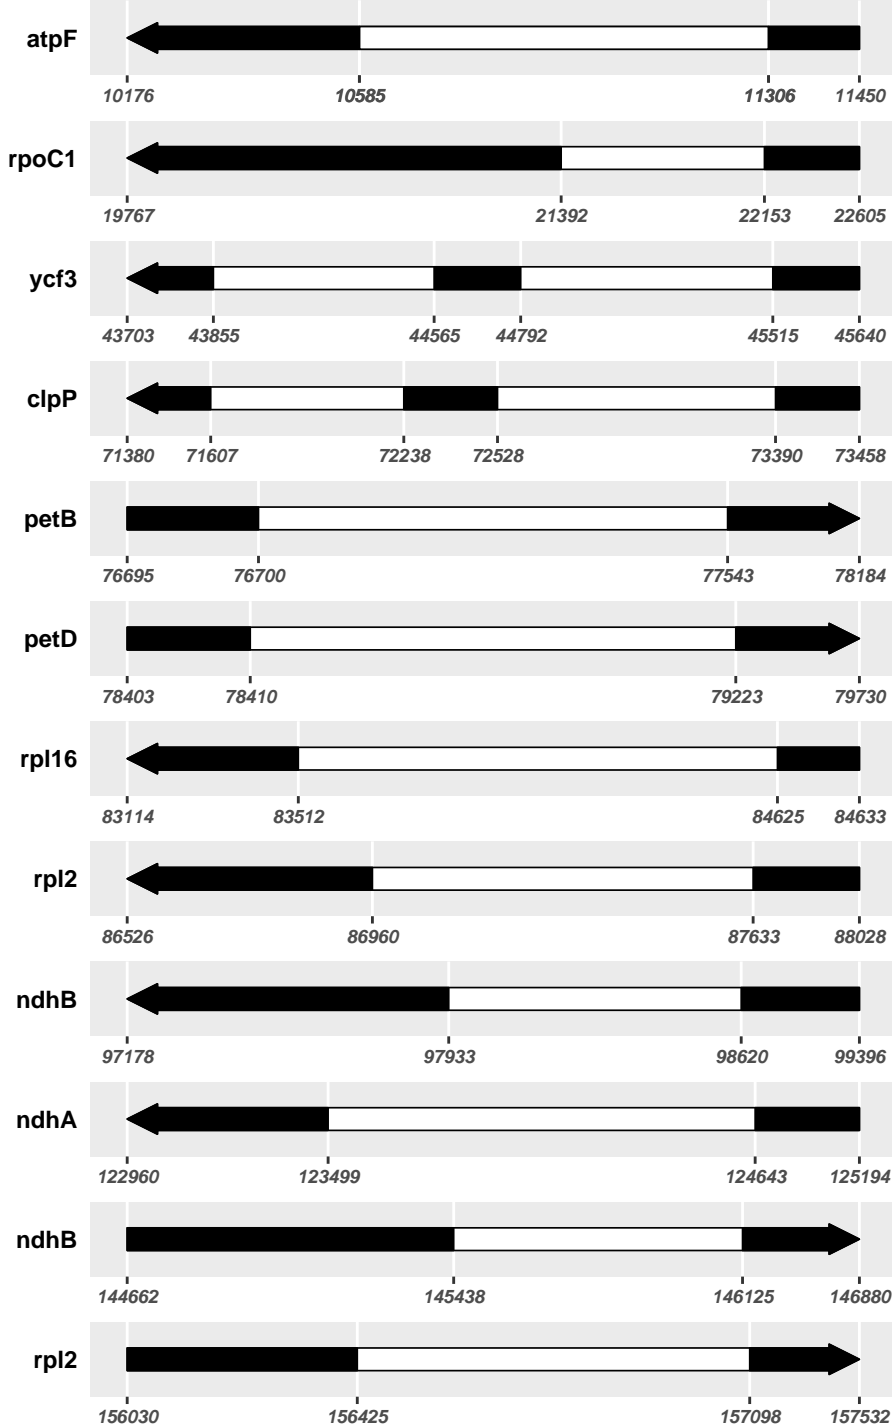 atpF
10176 10585 11306 11450
rpoC1
19767 21392 22153 22605
ycf3
43703 43855 44565 44792 45515 45640
clpP
71380 71607 72238 72528 73390 73458
petB
76695 76700 77543 78184
petD
78403 78410 79223 79730
rpl16
83114 83512 84625 84633
rpl2
86526 86960 87633 88028
ndhB
97178 97933 98620 99396
ndhA
122960 123499 124643 125194
ndhB
144662 145438 146125 146880
rpl2
156030 156425 157098 157532